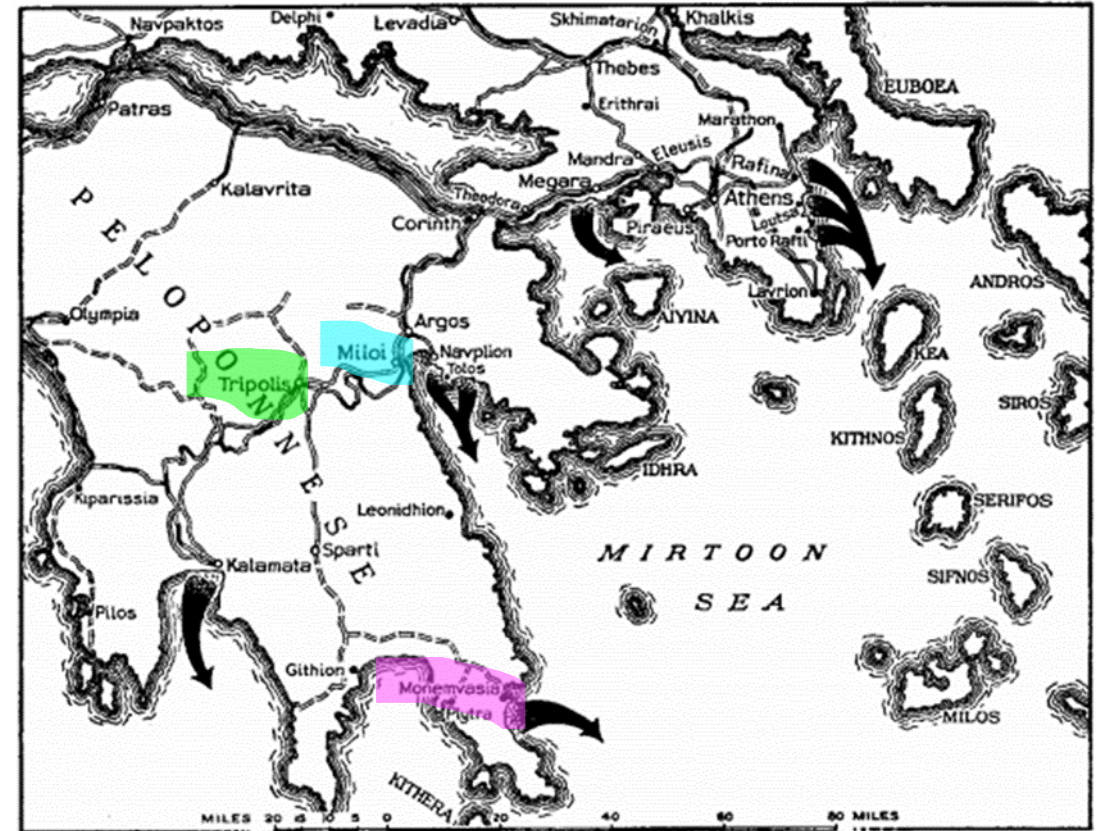 Navpaktos
Delphi
Levadia
Skhimatarion
Khalkis
Thebes
EUBOEA
Patras
Erithrai
Marathon
Mandra
Eleusis
Rafina
Megara
Kalavrita
Theodora
Athens
Corinth
Loutsa
Piraeus
Porto Rafti
PELOPONNESE
Lavrion
ANDROS
Olympia
AIYINA
Argos
Miloi
Navplion
Tolos
KEA
Tripolis
SIROS
KITHNOS
IDHRA
Kiparissia
SERIFOS
Leonidhion
Sparti
MIRTOON
SEA
Kalamata
SIFNOS
Pilos
Githion
Monemvasia
Plytra
MILOS
KITHERA
MILES 20 15 10 5 0 20 40 60 80 MILES